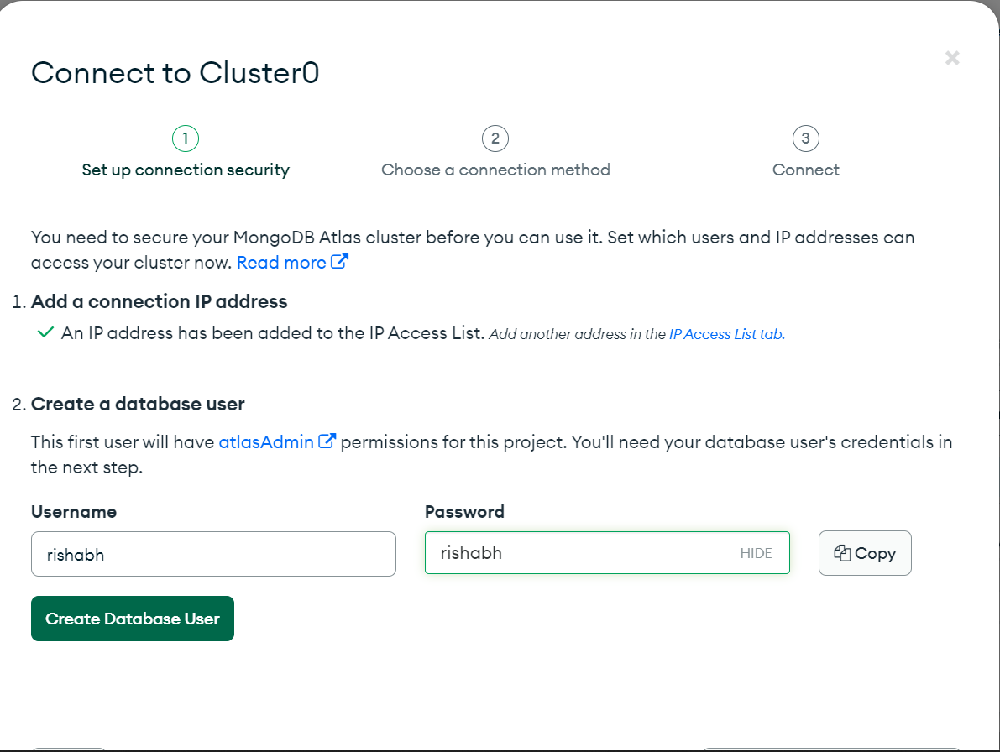 Connect to Cluster0
1
2
3
Set up connection security
Choose a connection method
Connect
You need to secure your MongoDB Atlas cluster before you can use it. Set which users and IP addresses can
access your cluster now. Read more
1. Add a connection IP address
An IP address has been added to the IP Access List. Add another address in the IP Access List tab.
2. Create a database user
This first user will have atlasAdmin permissions for this project. You'll need your database user's credentials in
the next step.
Username
Password
rishabh
rishabh HIDE
Copy
Create Database User